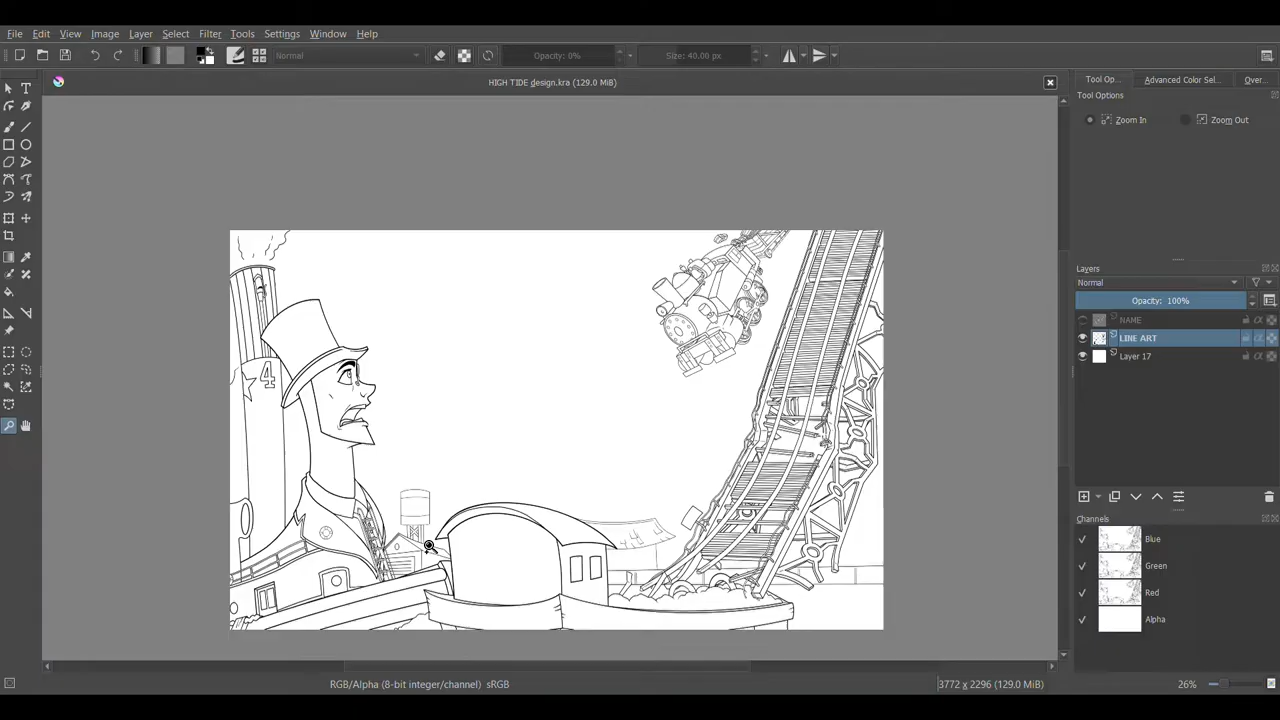 File Edit View Image Layer Select Filter Tools Settings Window Help
Normal Opacity: 0% Size: 40.00 px
HIGH TIDE design.kra (129.0 MiB)
Tool Op... Advanced Color Sel... Over...
Tool Options
Zoom In Zoom Out
4
Layers
Normal
Opacity: 100%
NAME
LINE ART
Layer 17
Channels
Blue
Green
Red
Alpha
RGB/Alpha (8-bit integer/channel) sRGB
3772 x 2296 (129.0 MiB)
26%